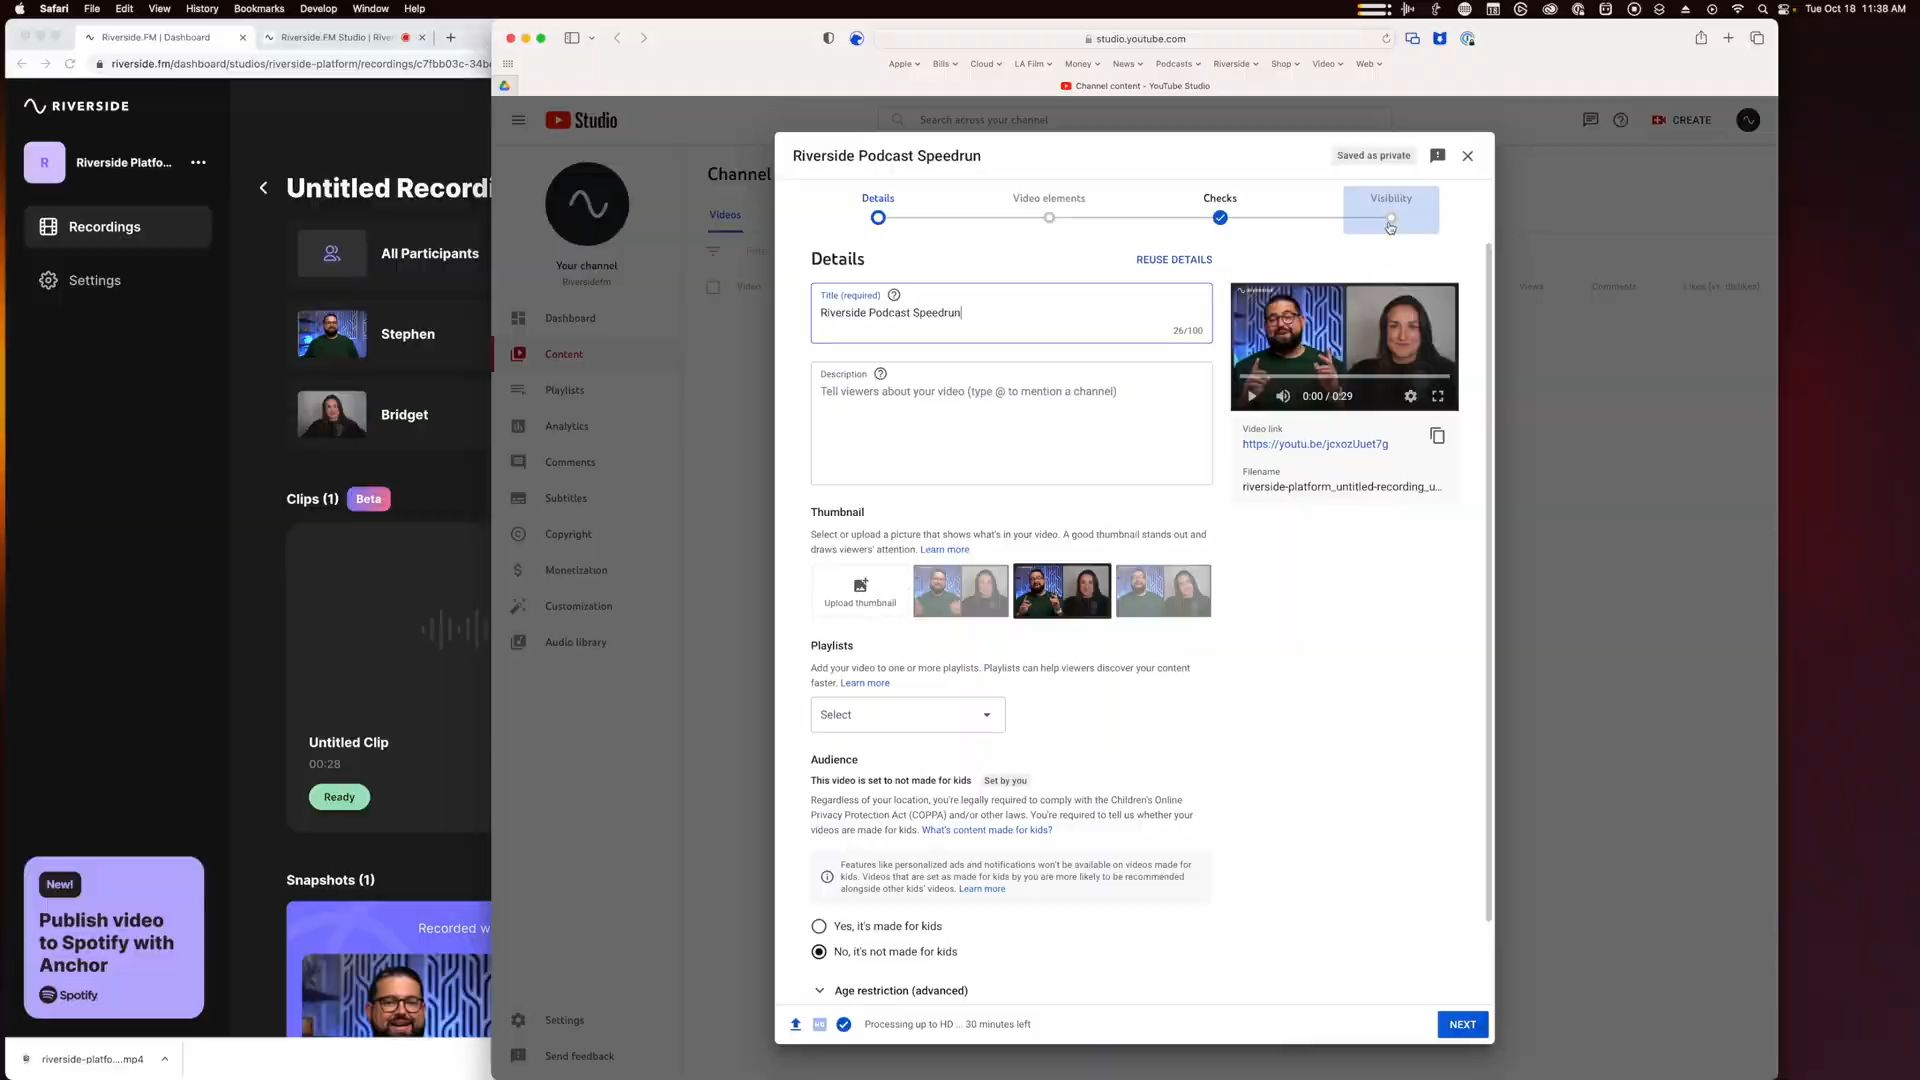 Safari File Edit View History Bookmarks Develop Window Help
18
Tue Oct 18 11:38 AM
Riverside.FM | Dashboard
Riverside.FM Studio | River
riverside.fm/dashboard/studios/riverside-platform/recordings/c7fbb03c-34b
RIVERSIDE
R
Riverside Platfo...
Recordings
Settings
Untitled Recordi
All Participants
Stephen
Bridget
Clips (1) Beta
Untitled Clip
00:28
Ready
Snapshots (1)
Recorded w
New!
Publish video
to Spotify with
Anchor
Spotify
riverside-platfo....mp4
studio.youtube.com
Apple Bills Cloud LA Film Money News Podcasts Riverside Shop Video Web
Channel content - YouTube Studio
Studio
Search across your channel
CREATE
Your channel
Riversidefm
Dashboard
Content
Playlists
Analytics
Comments
Subtitles
Copyright
Monetization
Customization
Audio library
Settings
Send feedback
Channel
Videos
Filte
Video
Views
Comments
Likes (vs. dislikes)
Riverside Podcast Speedrun
Saved as private
Details
Video elements
Checks
Visibility
Details
REUSE DETAILS
Title (required)
Riverside Podcast Speedrun
26/100
Description
Tell viewers about your video (type @ to mention a channel)
RIVERSIDE
0:00 / 0:29
Video link
https://youtu.be/jcxozUuet7g
Filename
riverside-platform_untitled-recording_u...
Thumbnail
Select or upload a picture that shows what's in your video. A good thumbnail stands out and
draws viewers' attention. Learn more
Upload thumbnail
Playlists
Add your video to one or more playlists. Playlists can help viewers discover your content
faster. Learn more
Select
Audience
This video is set to not made for kids Set by you
Regardless of your location, you're legally required to comply with the Children's Online
Privacy Protection Act (COPPA) and/or other laws. You're required to tell us whether your
videos are made for kids. What's content made for kids?
Features like personalized ads and notifications won't be available on videos made for
kids. Videos that are set as made for kids by you are more likely to be recommended
alongside other kids' videos. Learn more
Yes, it's made for kids
No, it's not made for kids
Age restriction (advanced)
HD
Processing up to HD ... 30 minutes left
NEXT